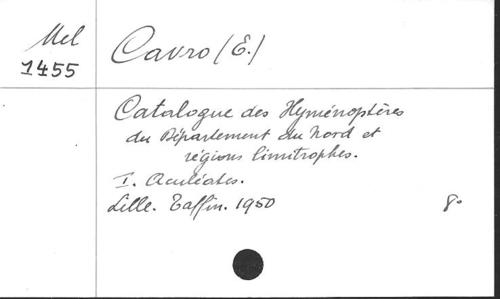 Mel
1455
Cavro (E.)
Catalogue des Hyménoptères
du Département du Nord et
régions limitrophes.
I. Aculéates.
Lille. Taffin. 1950 8°